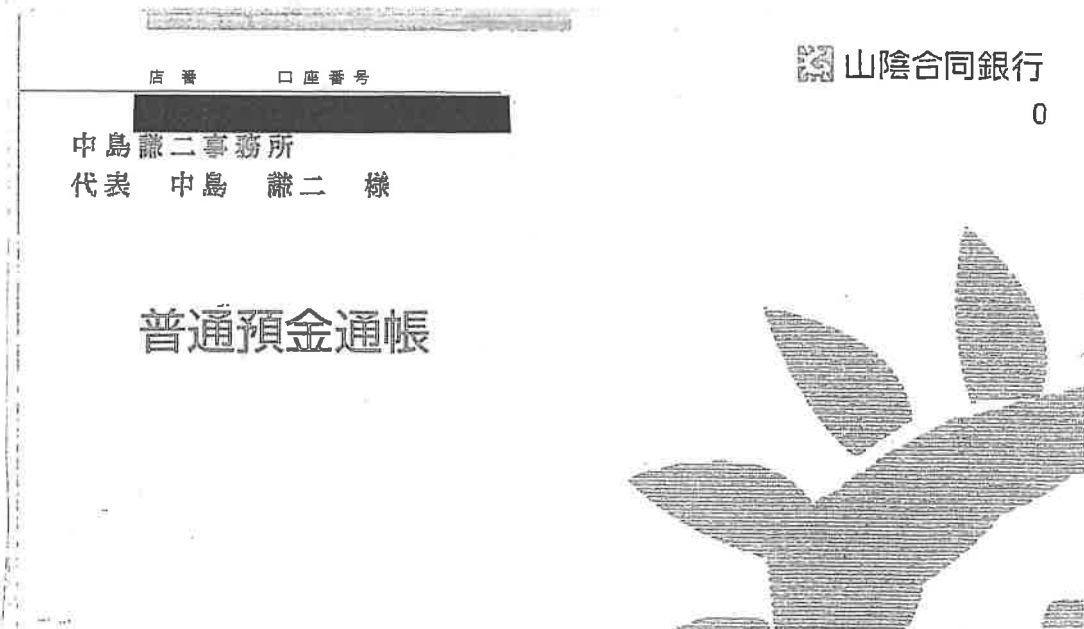 店番 口座番号
中島謙二事務所
代表 中島 謙二 様
普通預金通帳
山陰合同銀行
0